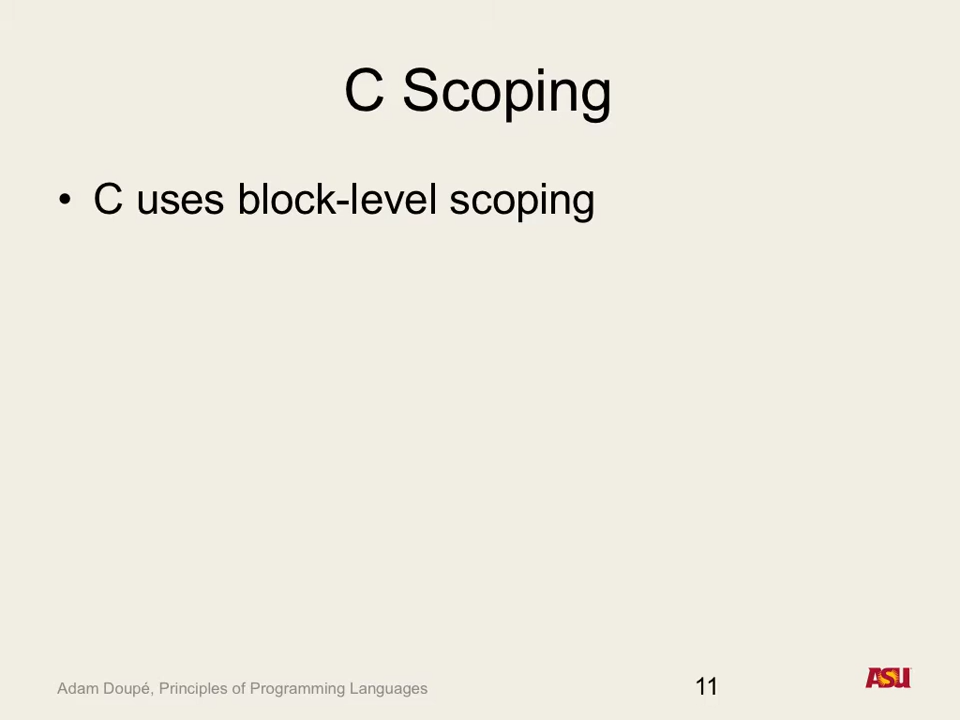 C Scoping
• C uses block-level scoping
Adam Doupé, Principles of Programming Languages
11
ASU